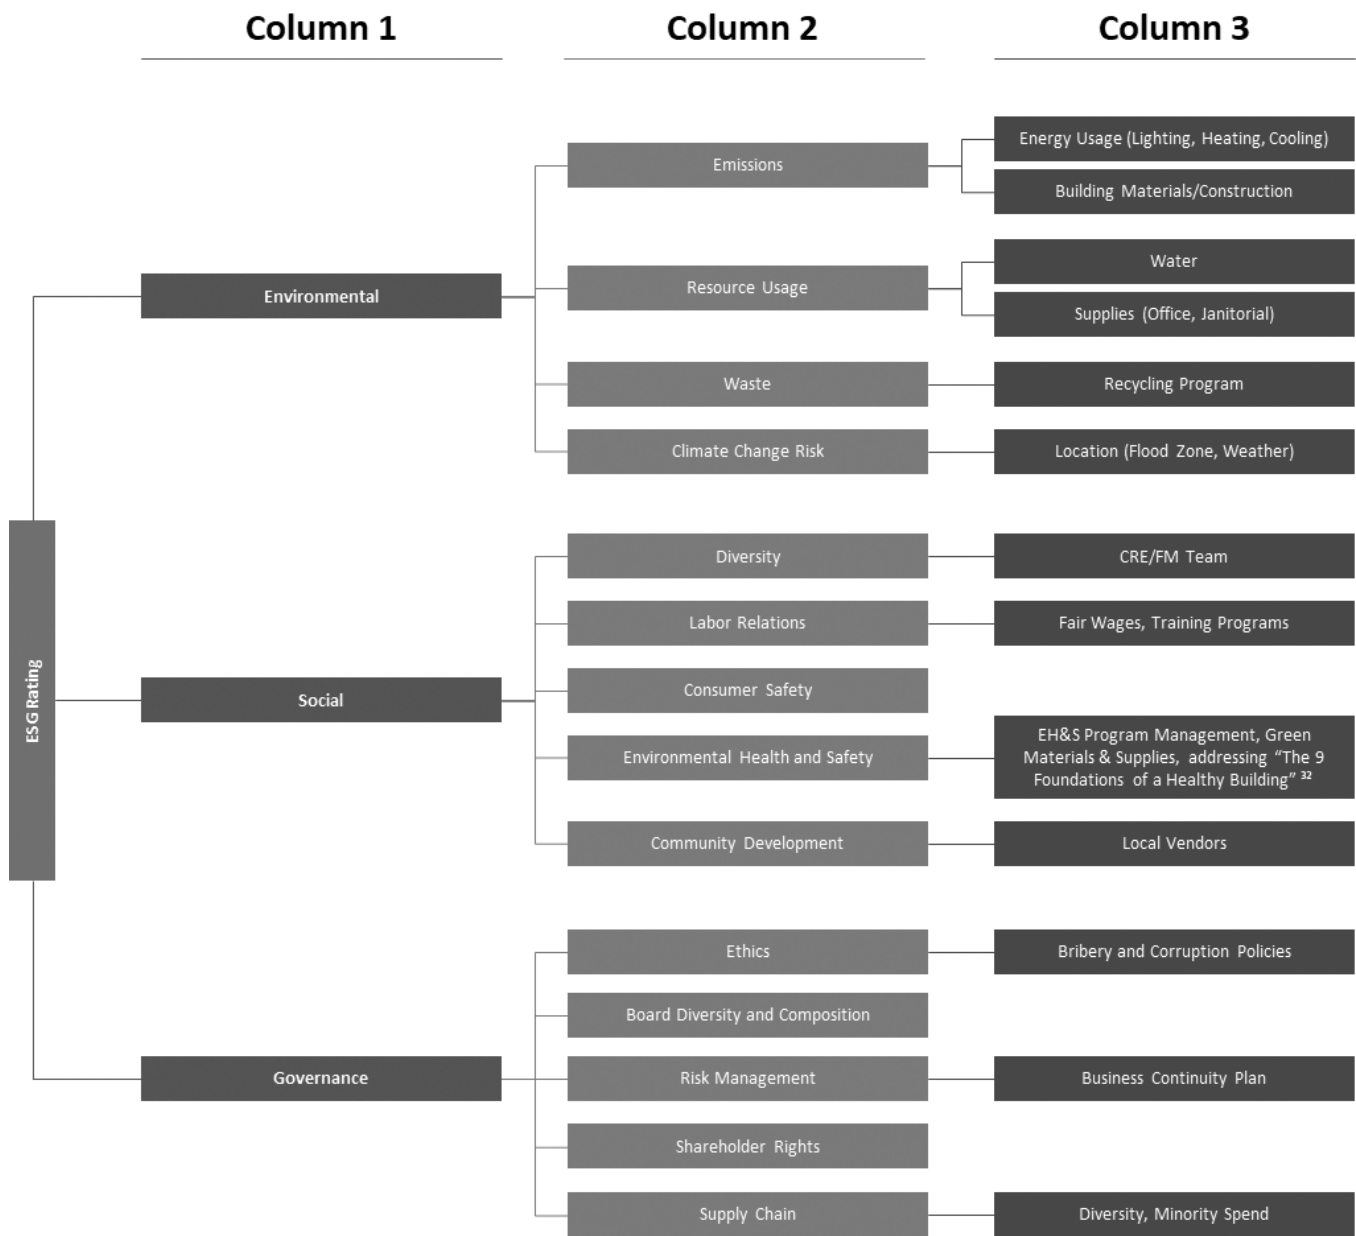 Column 1
Column 2
Column 3
ESG Rating
Environmental
Emissions
Energy Usage (Lighting, Heating, Cooling)
Building Materials/Construction
Resource Usage
Water
Supplies (Office, Janitorial)
Waste
Recycling Program
Climate Change Risk
Location (Flood Zone, Weather)
Social
Diversity
CRE/FM Team
Labor Relations
Fair Wages, Training Programs
Consumer Safety
Environmental Health and Safety
EH&S Program Management, Green
Materials & Supplies, addressing “The 9
Foundations of a Healthy Building” ³²
Community Development
Local Vendors
Governance
Ethics
Bribery and Corruption Policies
Board Diversity and Composition
Risk Management
Business Continuity Plan
Shareholder Rights
Supply Chain
Diversity, Minority Spend